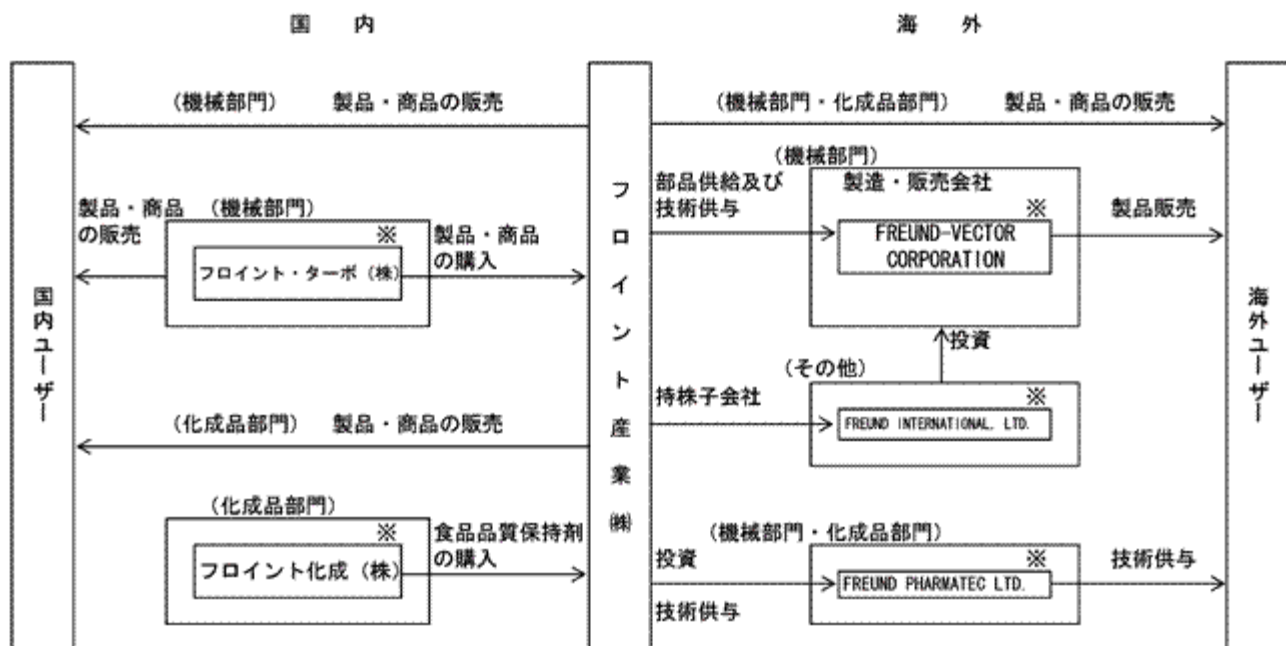 国　内
海　外
（機械部門）　製品・商品の販売
（機械部門・化成品部門）　製品・商品の販売
（機械部門）
製品・商品
の販売
（機械部門）
※
フロイント・ターボ（株）
製品・商品
の購入
部品供給及び
技術供与
製造・販売会社
※
FREUND-VECTOR
CORPORATION
製品販売
国内ユーザー
フロイント産業㈱
海外ユーザー
投資
（その他）
持株子会社
※
FREUND INTERNATIONAL, LTD.
（化成品部門）　製品・商品の販売
（化成品部門）
※
フロイント化成（株）
食品品質保持剤
の購入
（機械部門・化成品部門）
投資
技術供与
※
FREUND PHARMATEC LTD.
技術供与